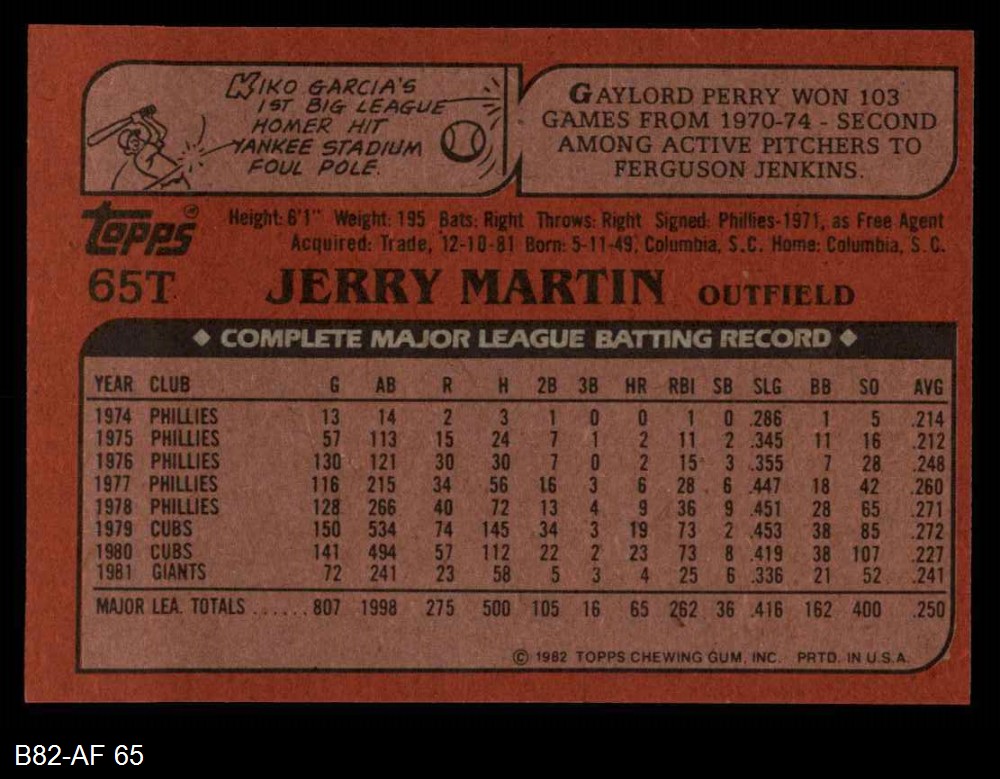 KIKO GARCIA'S
1ST BIG LEAGUE
HOMER HIT
YANKEE STADIUM
FOUL POLE.
GAYLORD PERRY WON 103
GAMES FROM 1970-74 - SECOND
AMONG ACTIVE PITCHERS TO
FERGUSON JENKINS.
TOPPS®
Height: 6'1" Weight: 195 Bats: Right Throws: Right Signed: Phillies-1971, as Free Agent
Acquired: Trade, 12-10-81 Born: 5-11-49, Columbia, S.C. Home: Columbia, S. C.
65T JERRY MARTIN OUTFIELD
◆ COMPLETE MAJOR LEAGUE BATTING RECORD ◆
YEAR CLUB G AB R H 2B 3B HR RBI SB SLG BB SO AVG
1974 PHILLIES 13 14 2 3 1 0 0 1 0 .286 1 5 .214
1975 PHILLIES 57 113 15 24 7 1 2 11 2 .345 11 16 .212
1976 PHILLIES 130 121 30 30 7 0 2 15 3 .355 7 28 .248
1977 PHILLIES 116 215 34 56 16 3 6 28 6 .447 18 42 .260
1978 PHILLIES 128 266 40 72 13 4 9 36 9 .451 28 65 .271
1979 CUBS 150 534 74 145 34 3 19 73 2 .453 38 85 .272
1980 CUBS 141 494 57 112 22 2 23 73 8 .419 38 107 .227
1981 GIANTS 72 241 23 58 5 3 4 25 6 .336 21 52 .241
MAJOR LEA. TOTALS ...... 807 1998 275 500 105 16 65 262 36 .416 162 400 .250
© 1982 TOPPS CHEWING GUM, INC. PRTD. IN U.S.A.
B82-AF 65